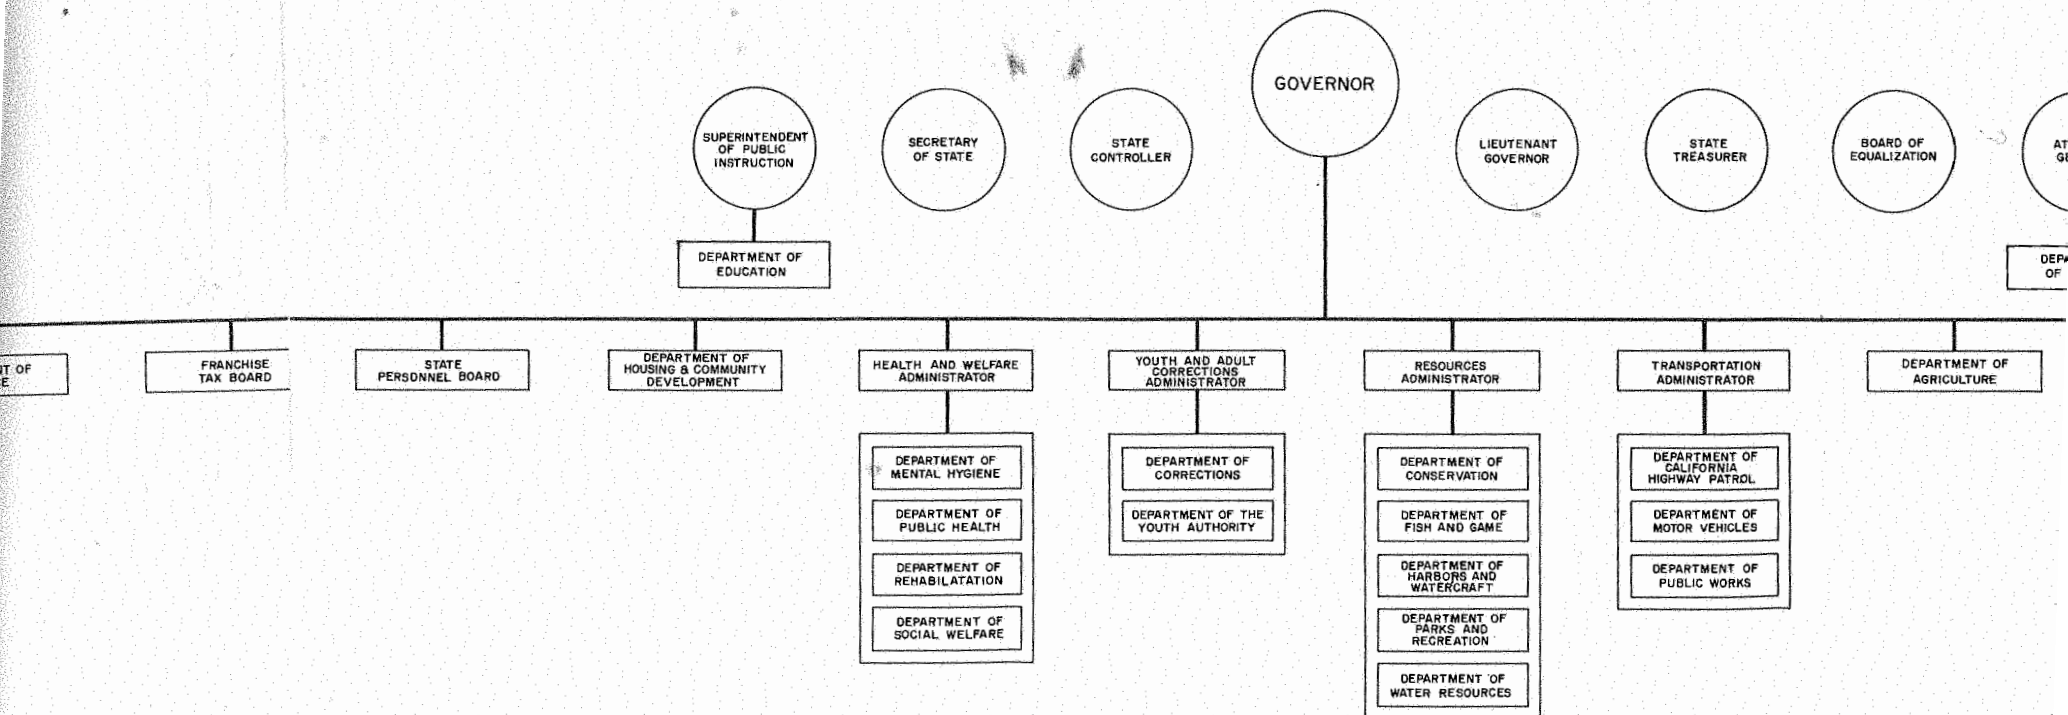 GOVERNOR
SUPERINTENDENT
OF PUBLIC
INSTRUCTION
SECRETARY
OF STATE
STATE
CONTROLLER
LIEUTENANT
GOVERNOR
STATE
TREASURER
BOARD OF
EQUALIZATION
DEPARTMENT OF
EDUCATION
OF
OF
FRANCHISE
TAX BOARD
STATE
PERSONNEL BOARD
DEPARTMENT OF
HOUSING & COMMUNITY
DEVELOPMENT
HEALTH AND WELFARE
ADMINISTRATOR
YOUTH AND ADULT
CORRECTIONS
ADMINISTRATOR
RESOURCES
ADMINISTRATOR
TRANSPORTATION
ADMINISTRATOR
DEPARTMENT OF
AGRICULTURE
DEPARTMENT OF
MENTAL HYGIENE
DEPARTMENT OF
PUBLIC HEALTH
DEPARTMENT OF
REHABILATATION
DEPARTMENT OF
SOCIAL WELFARE
DEPARTMENT OF
CORRECTIONS
DEPARTMENT OF THE
YOUTH AUTHORITY
DEPARTMENT OF
CONSERVATION
DEPARTMENT OF
FISH AND GAME
DEPARTMENT OF
HARBORS AND
WATERCRAFT
DEPARTMENT OF
PARKS AND
RECREATION
DEPARTMENT OF
WATER RESOURCES
DEPARTMENT OF
CALIFORNIA
HIGHWAY PATROL
DEPARTMENT OF
MOTOR VEHICLES
DEPARTMENT OF
PUBLIC WORKS